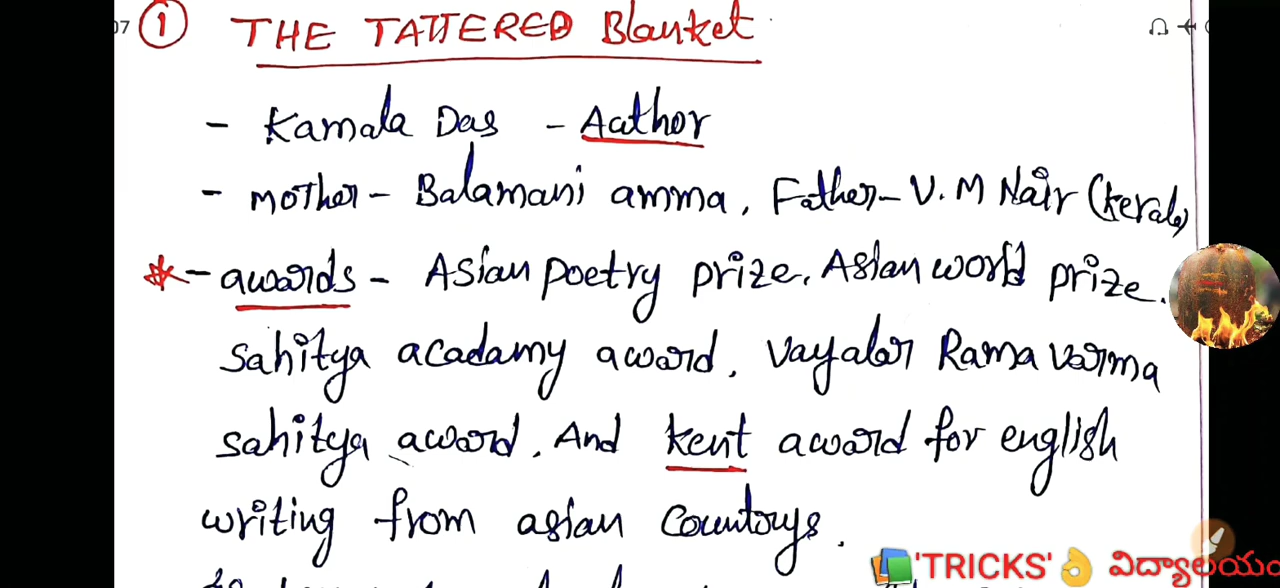 07 ① THE TATTERED Blanket
- Kamala Das - Aathor
- mother - Balamani amma, Father - V.M Nair (Kerala)
* - awards - Asian poetry prize, Asian world prize.
Sahitya acadamy award, Vayalar Rama Varma
sahitya award, And kent award for english
writing from asian Countrys.
'TRICKS' 👌 విద్యాలయం